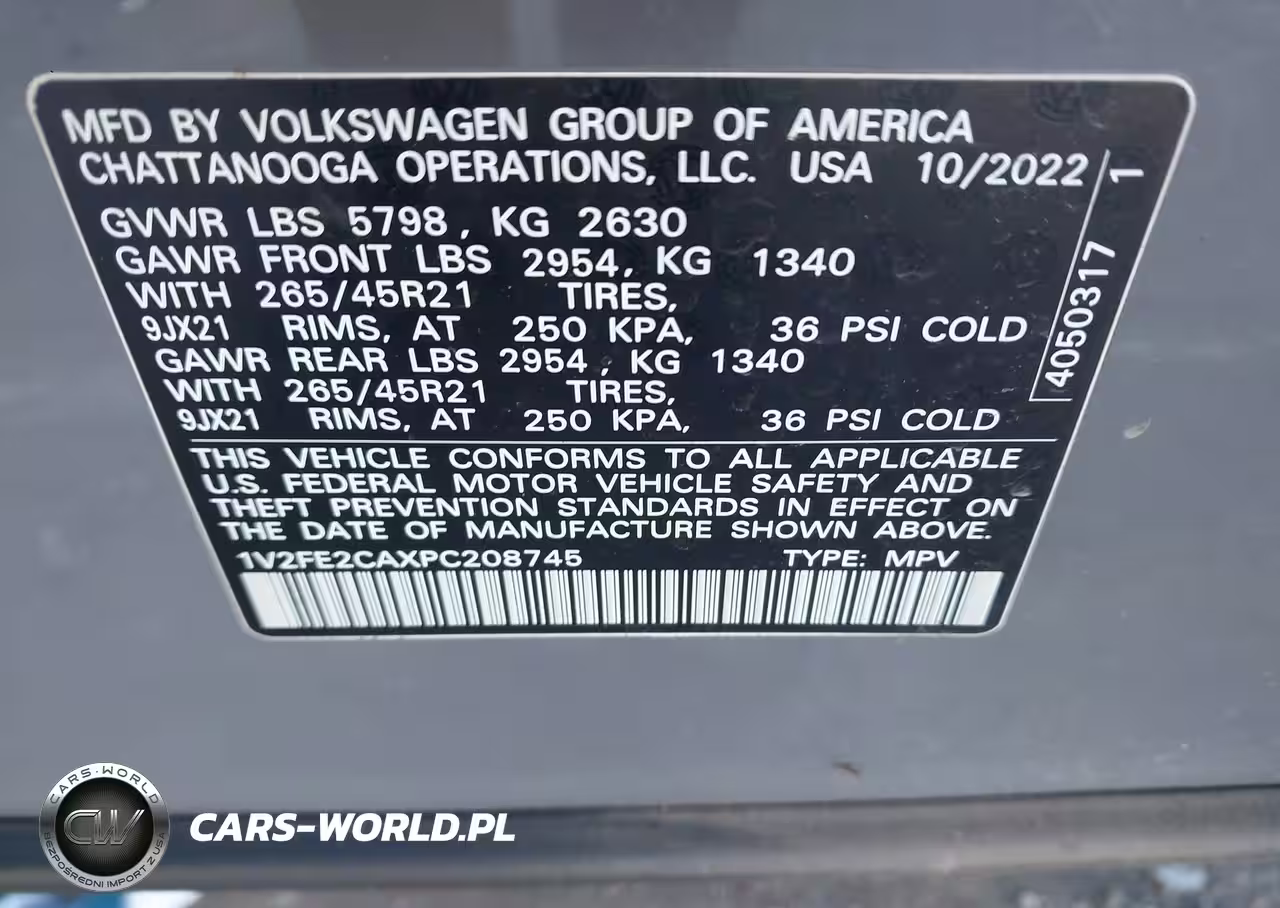 MFD BY VOLKSWAGEN GROUP OF AMERICA
CHATTANOOGA OPERATIONS, LLC. USA 10/2022
GVWR LBS 5798, KG 2630
GAWR FRONT LBS 2954, KG 1340
WITH 265/45R21 TIRES,
9JX21 RIMS, AT 250 KPA, 36 PSI COLD
GAWR REAR LBS 2954, KG 1340
WITH 265/45R21 TIRES,
9JX21 RIMS, AT 250 KPA, 36 PSI COLD
4050317 1
THIS VEHICLE CONFORMS TO ALL APPLICABLE
U.S. FEDERAL MOTOR VEHICLE SAFETY AND
THEFT PREVENTION STANDARDS IN EFFECT ON
THE DATE OF MANUFACTURE SHOWN ABOVE.
1V2FE2CAXPC208745 TYPE: MPV
CARS-WORLD
CW
BEZPOŚREDNI IMPORT Z USA
CARS-WORLD.PL